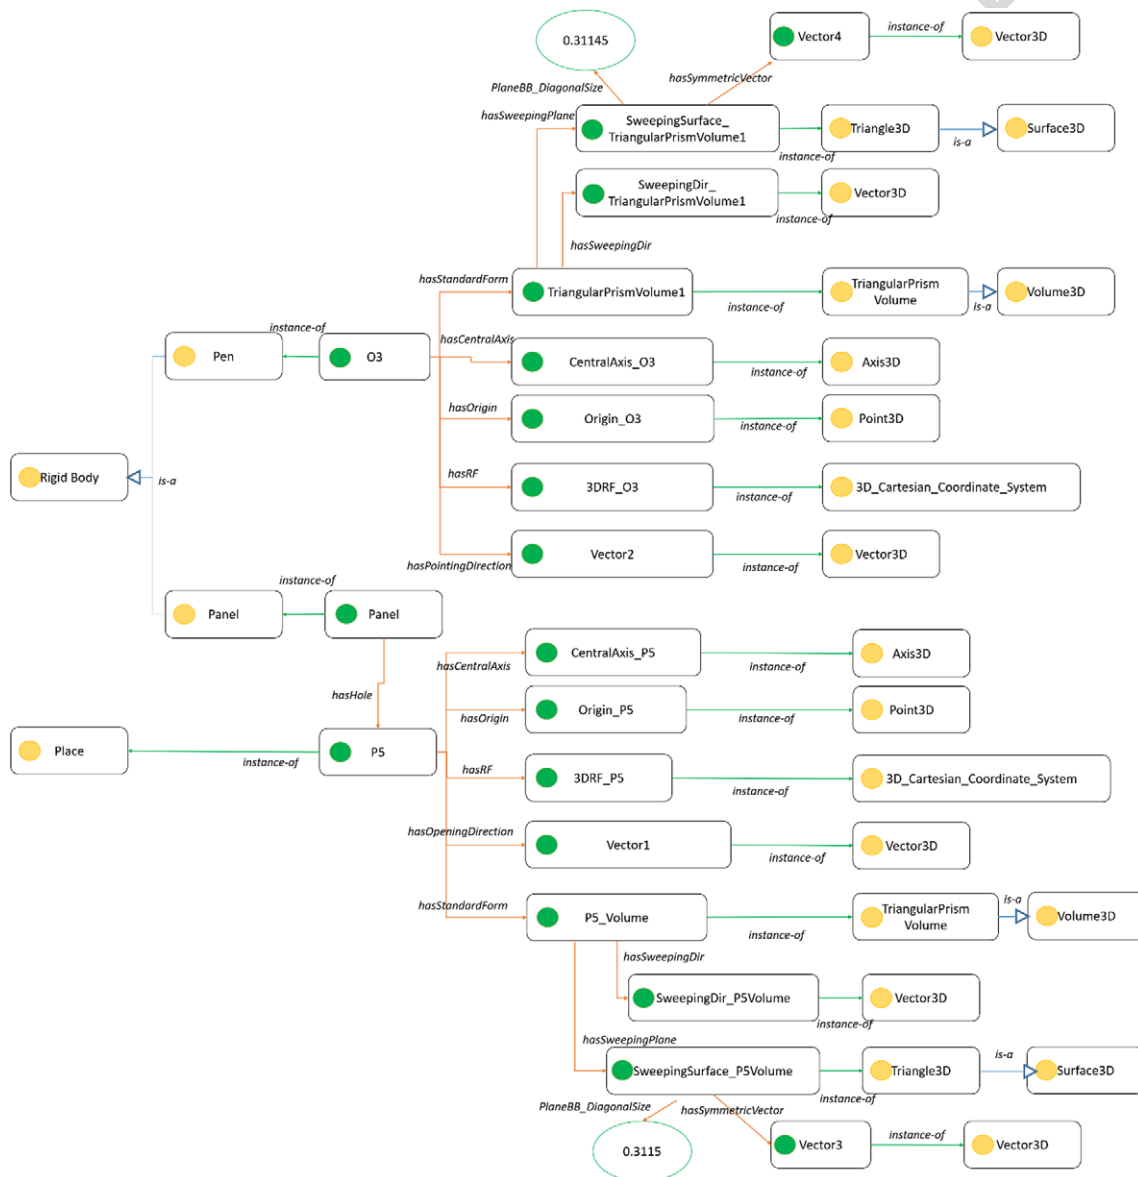 0.31145
Vector4
instance-of
Vector3D
PlaneBB_DiagonalSize
hasSymmetricVector
hasSweepingPlane
SweepingSurface_
TriangularPrismVolume1
instance-of
Triangle3D
is-a
Surface3D
SweepingDir_
TriangularPrismVolume1
instance-of
Vector3D
hasSweepingDir
hasStandardForm
TriangularPrismVolume1
instance-of
TriangularPrism
Volume
is-a
Volume3D
Pen
instance-of
O3
hasCentralAxis
CentralAxis_O3
instance-of
Axis3D
hasOrigin
Origin_O3
instance-of
Point3D
Rigid Body
is-a
hasRF
3DRF_O3
instance-of
3D_Cartesian_Coordinate_System
hasPointingDirection
Vector2
instance-of
Vector3D
Panel
instance-of
Panel
hasHole
hasCentralAxis
CentralAxis_P5
instance-of
Axis3D
hasOrigin
Origin_P5
instance-of
Point3D
Place
instance-of
P5
hasRF
3DRF_P5
instance-of
3D_Cartesian_Coordinate_System
hasOpeningDirection
Vector1
instance-of
Vector3D
hasStandardForm
P5_Volume
instance-of
TriangularPrism
Volume
is-a
Volume3D
hasSweepingDir
SweepingDir_P5Volume
instance-of
Vector3D
hasSweepingPlane
SweepingSurface_P5Volume
instance-of
Triangle3D
is-a
Surface3D
PlaneBB_DiagonalSize
hasSymmetricVector
0.3115
Vector3
instance-of
Vector3D